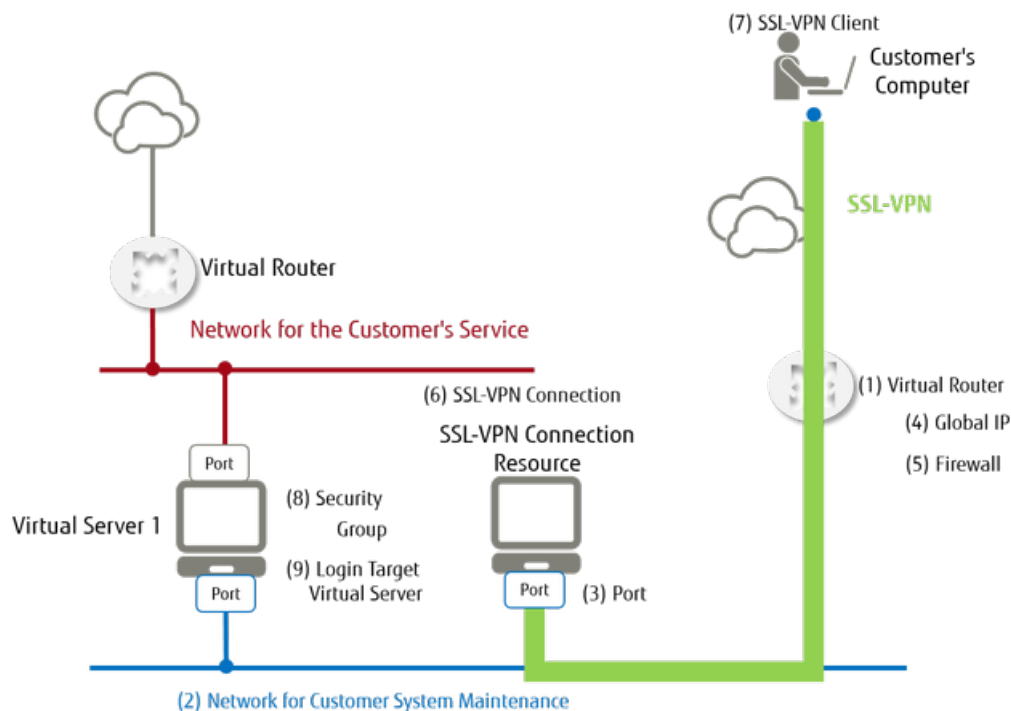 (7) SSL-VPN Client
Customer's
Computer
SSL-VPN
Virtual Router
Network for the Customer's Service
(1) Virtual Router
(4) Global IP
(5) Firewall
(6) SSL-VPN Connection
SSL-VPN Connection
Resource
Port
Virtual Server 1
(8) Security
Group
(9) Login Target
Virtual Server
Port
Port
(3) Port
(2) Network for Customer System Maintenance